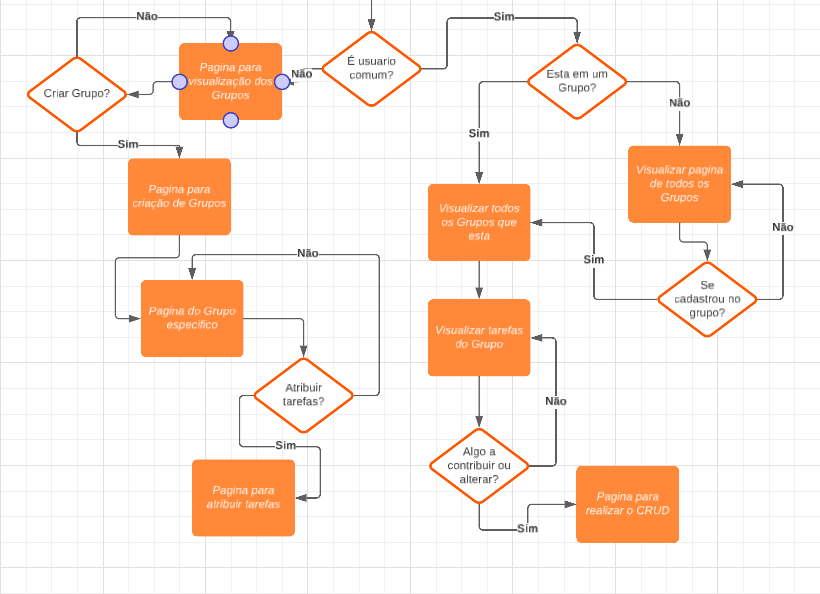 Não
Sim
É usuario
comum?
Não
Pagina para
visualização dos
Grupos
Criar Grupo?
Esta em um
Grupo?
Não
Sim
Sim
Pagina para
criação de Grupos
Visualizar pagina
de todos os
Grupos
Visualizar todos
os Grupos que
esta
Não
Sim
Não
Se
cadastrou no
grupo?
Pagina do Grupo
especifico
Visualizar tarefas
do Grupo
Atribuir
tarefas?
Não
Sim
Algo a
contribuir ou
alterar?
Pagina para
atribuir tarefas
Pagina para
realizar o CRUD
Sim